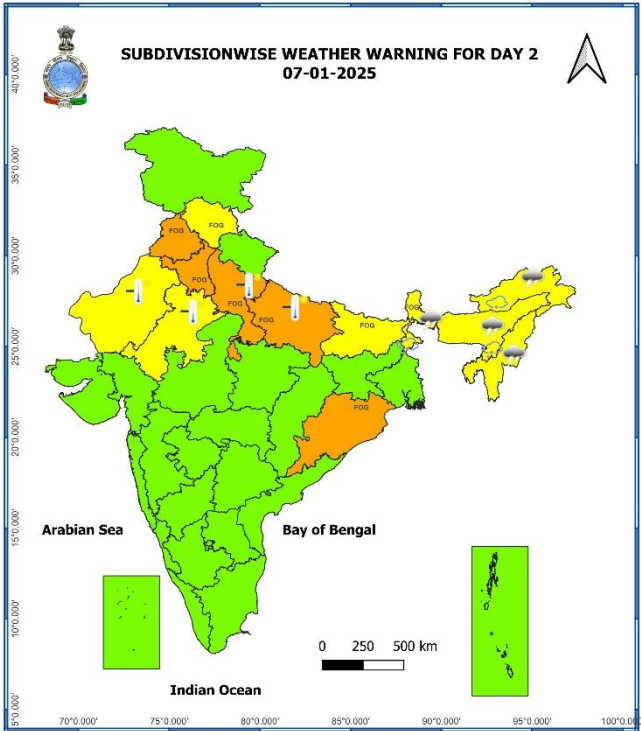 SUBDIVISIONWISE WEATHER WARNING FOR DAY 2
07-01-2025
40°0.000'
35°0.000'
30°0.000'
25°0.000'
20°0.000'
15°0.000'
10°0.000'
5°0.000'
FOG
FOG
FOG
FOG
FOG
FOG
FOG
FOG
Arabian Sea
Bay of Bengal
0 250 500 km
Indian Ocean
70°0.000' 75°0.000' 80°0.000' 85°0.000' 90°0.000' 95°0.000' 100°0.000'